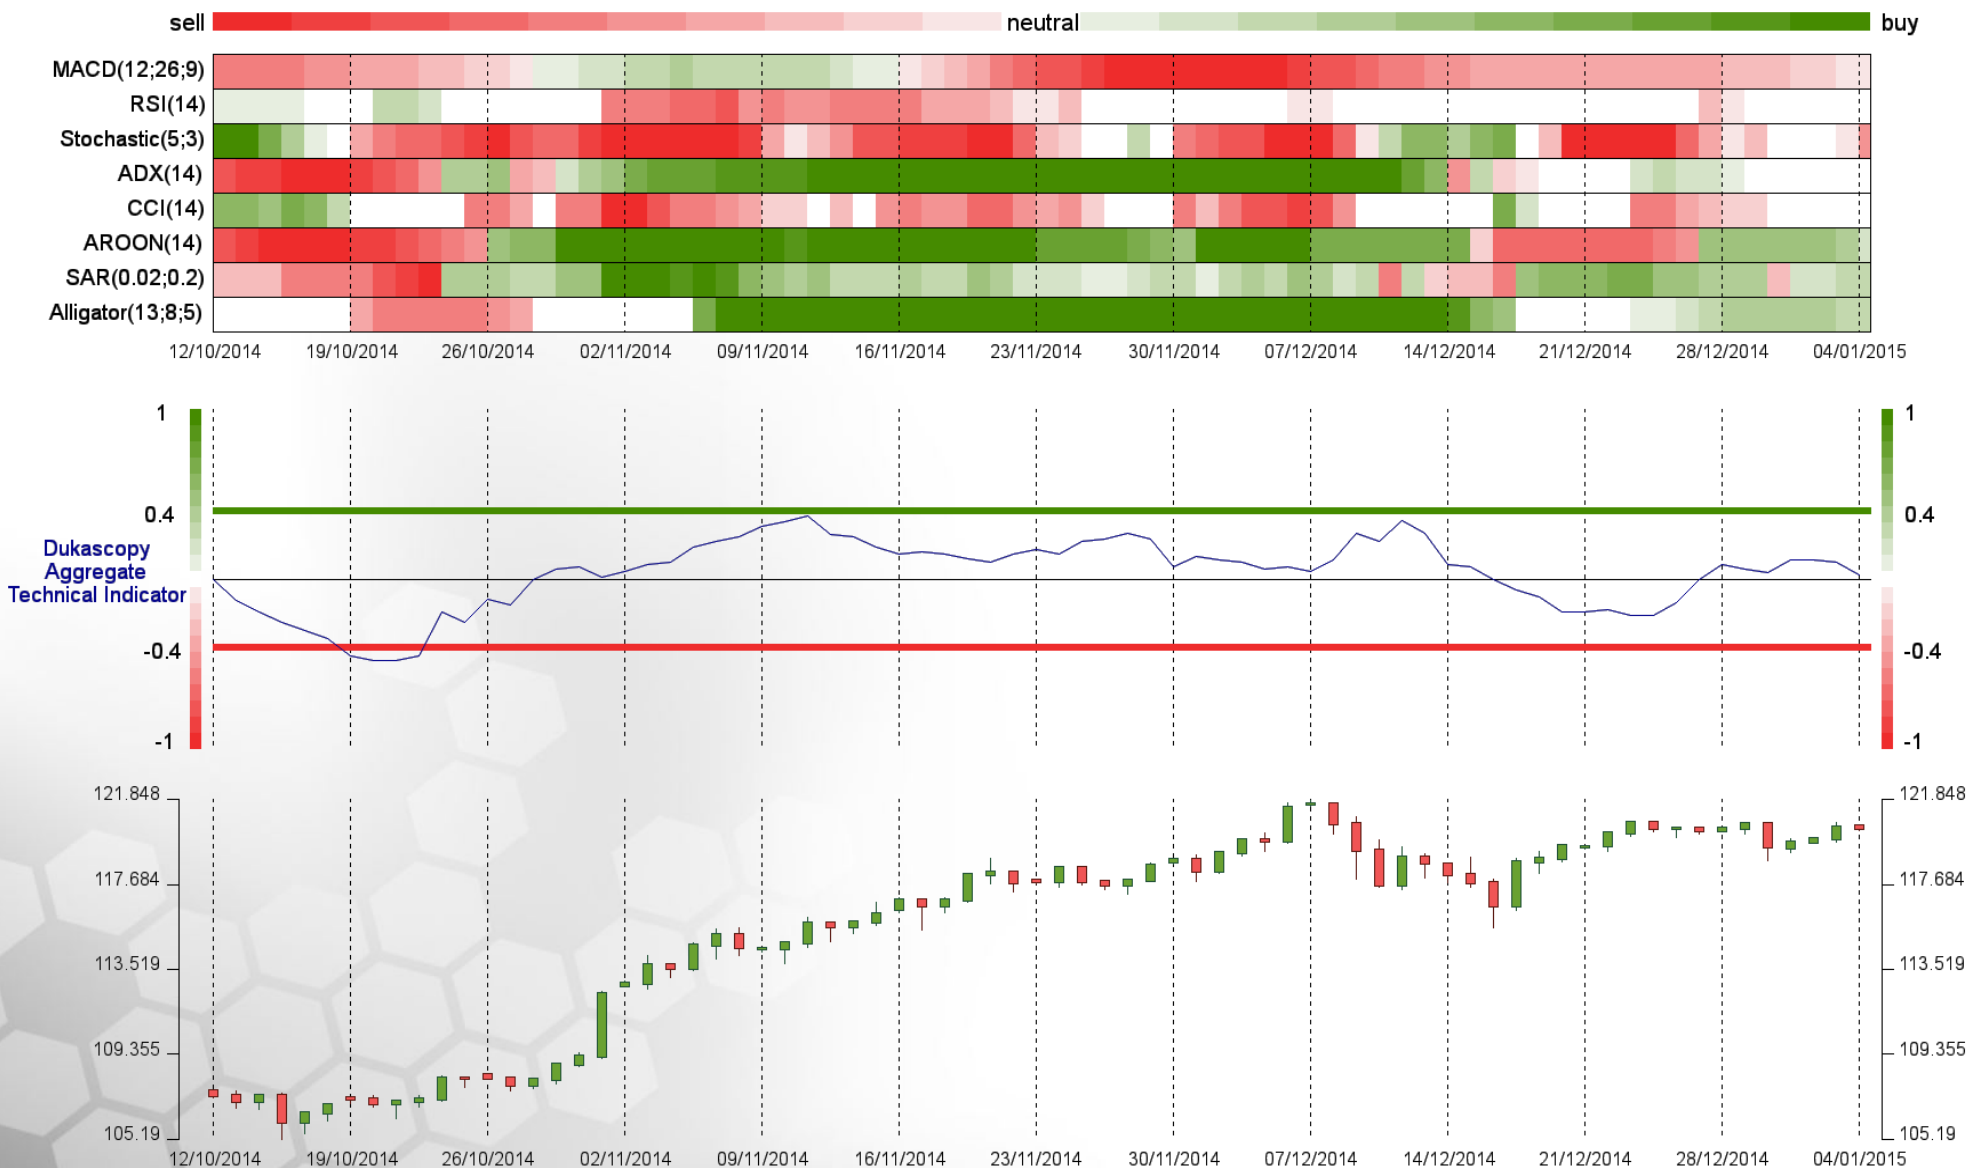 sell neutral buy
MACD(12;26;9)
RSI(14)
Stochastic(5;3)
ADX(14)
CCI(14)
AROON(14)
SAR(0.02;0.2)
Alligator(13;8;5)
12/10/2014 19/10/2014 26/10/2014 02/11/2014 09/11/2014 16/11/2014 23/11/2014 30/11/2014 07/12/2014 14/12/2014 21/12/2014 28/12/2014 04/01/2015
1 1
0.4 0.4
Dukascopy
Aggregate
Technical Indicator
-0.4 -0.4
-1 -1
121.848 121.848
117.684 117.684
113.519 113.519
109.355 109.355
105.19 105.19
12/10/2014 19/10/2014 26/10/2014 02/11/2014 09/11/2014 16/11/2014 23/11/2014 30/11/2014 07/12/2014 14/12/2014 21/12/2014 28/12/2014 04/01/2015